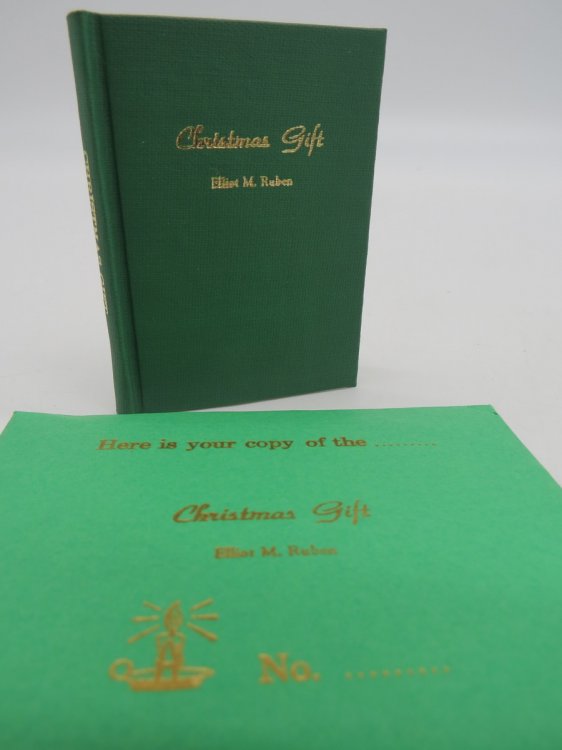 Christmas Gift
Elliot M. Ruben
Here is your copy of the ........
Christmas Gift
Elliot M. Ruben
No. ..........